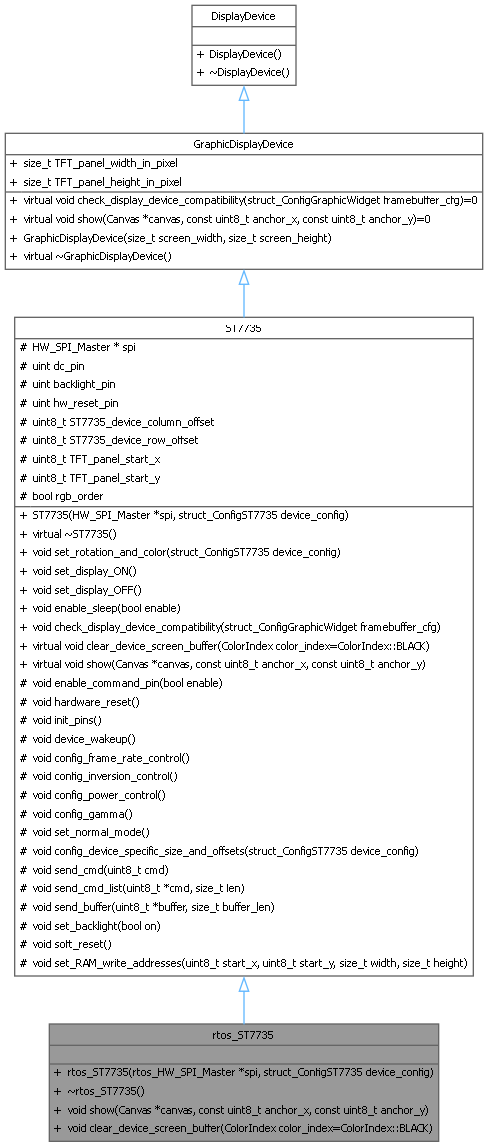 DisplayDevice
+ DisplayDevice()
+ ~DisplayDevice()
GraphicDisplayDevice
+ size_t TFT_panel_width_in_pixel
+ size_t TFT_panel_height_in_pixel
+ virtual void check_display_device_compatibility(struct_ConfigGraphicWidget framebuffer_cfg)=0
+ virtual void show(Canvas *canvas, const uint8_t anchor_x, const uint8_t anchor_y)=0
+ GraphicDisplayDevice(size_t screen_width, size_t screen_height)
+ virtual ~GraphicDisplayDevice()
ST7735
# HW_SPI_Master * spi
# uint dc_pin
# uint backlight_pin
# uint hw_reset_pin
# uint8_t ST7735_device_column_offset
# uint8_t ST7735_device_row_offset
# uint8_t TFT_panel_start_x
# uint8_t TFT_panel_start_y
# bool rgb_order
+ ST7735(HW_SPI_Master *spi, struct_ConfigST7735 device_config)
+ virtual ~ST7735()
+ void set_rotation_and_color(struct_ConfigST7735 device_config)
+ void set_display_ON()
+ void set_display_OFF()
+ void enable_sleep(bool enable)
+ void check_display_device_compatibility(struct_ConfigGraphicWidget framebuffer_cfg)
+ virtual void clear_device_screen_buffer(ColorIndex color_index=ColorIndex::BLACK)
+ virtual void show(Canvas *canvas, const uint8_t anchor_x, const uint8_t anchor_y)
# void enable_command_pin(bool enable)
# void hardware_reset()
# void init_pins()
# void device_wakeup()
# void config_frame_rate_control()
# void config_inversion_control()
# void config_power_control()
# void config_gamma()
# void set_normal_mode()
# void config_device_specific_size_and_offsets(struct_ConfigST7735 device_config)
# void send_cmd(uint8_t cmd)
# void send_cmd_list(uint8_t *cmd, size_t len)
# void send_buffer(uint8_t *buffer, size_t buffer_len)
# void set_backlight(bool on)
# void soft_reset()
# void set_RAM_write_addresses(uint8_t start_x, uint8_t start_y, size_t width, size_t height)
rtos_ST7735
+ rtos_ST7735(rtos_HW_SPI_Master *spi, struct_ConfigST7735 device_config)
+ ~rtos_ST7735()
+ void show(Canvas *canvas, const uint8_t anchor_x, const uint8_t anchor_y)
+ void clear_device_screen_buffer(ColorIndex color_index=ColorIndex::BLACK)